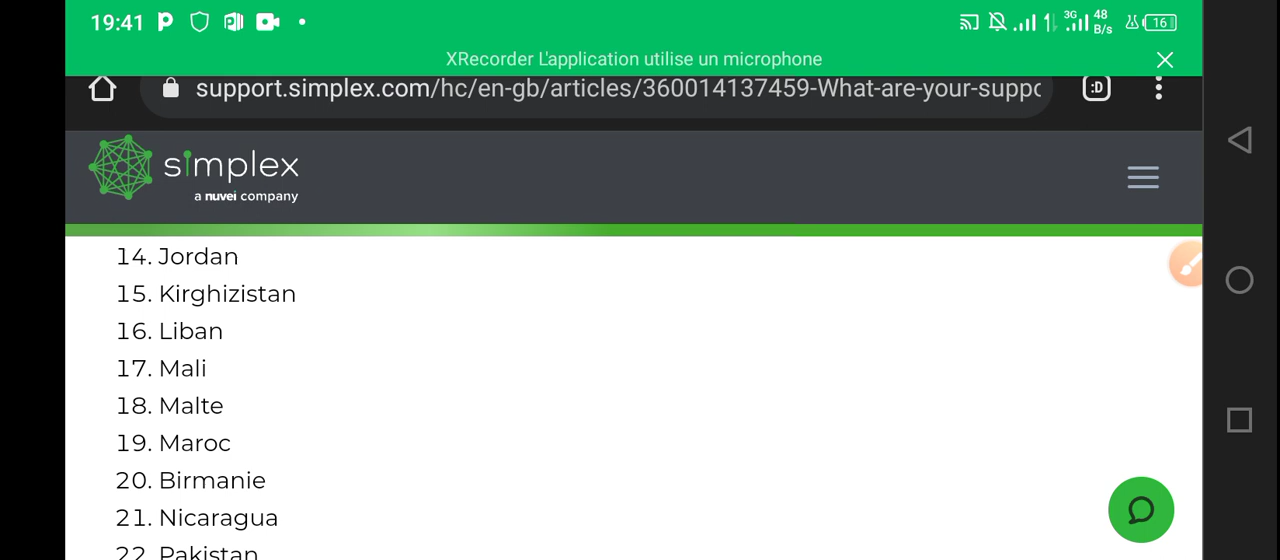 19:41
3G 48 B/s 16
XRecorder L'application utilise un microphone
support.simplex.com/hc/en-gb/articles/360014137459-What-are-your-suppo
:D
simplex
a nuvei company
14. Jordan
15. Kirghizistan
16. Liban
17. Mali
18. Malte
19. Maroc
20. Birmanie
21. Nicaragua
22. Pakistan